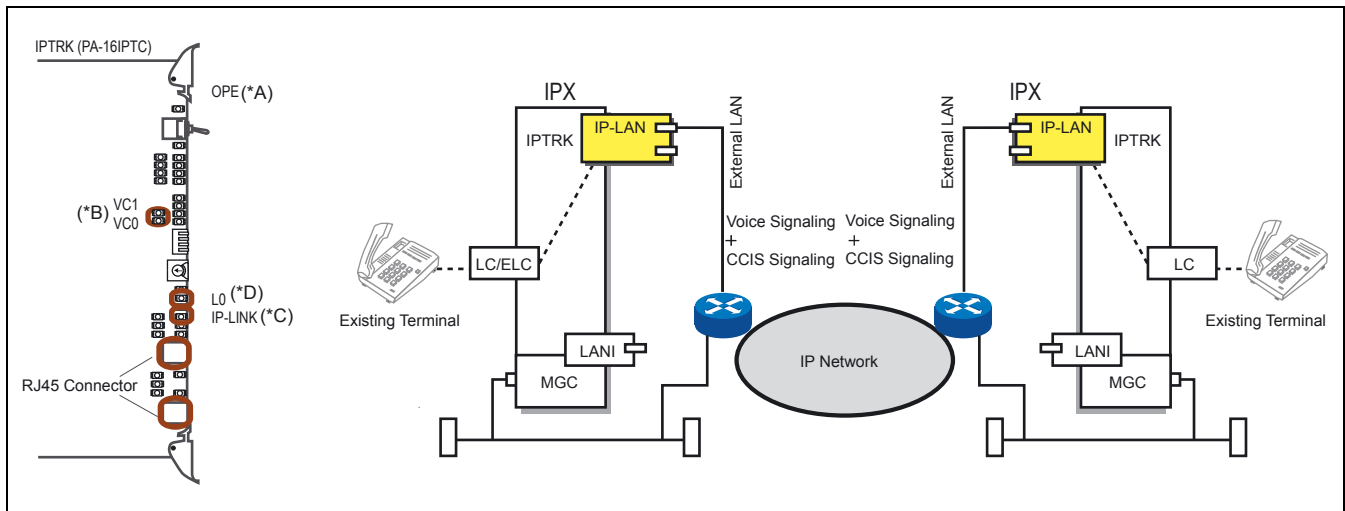 IPTRK (PA-16IPTC)
OPE(*A)
(*B)
VC1
VC0
L0 (*D)
IP-LINK(*C)
RJ45 Connector
IPX
IPTRK
IP-LAN
External LAN
Voice Signaling
+
CCIS Signaling
LC/ELC
Existing Terminal
LANI
MGC
IP Network
IPX
IP-LAN
IPTRK
External LAN
Voice Signaling
+
CCIS Signaling
LC
Existing Terminal
LANI
MGC